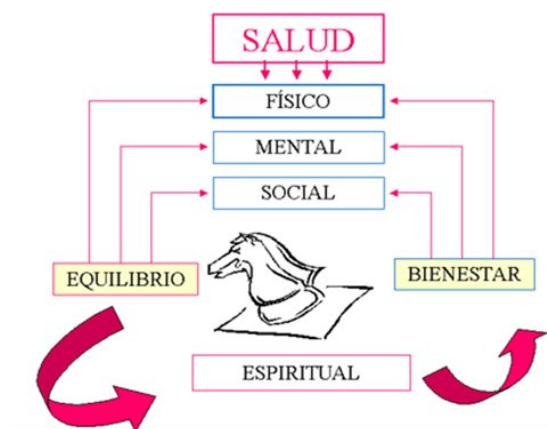 SALUD
FÍSICO
MENTAL
SOCIAL
EQUILIBRIO
BIENESTAR
ESPIRITUAL